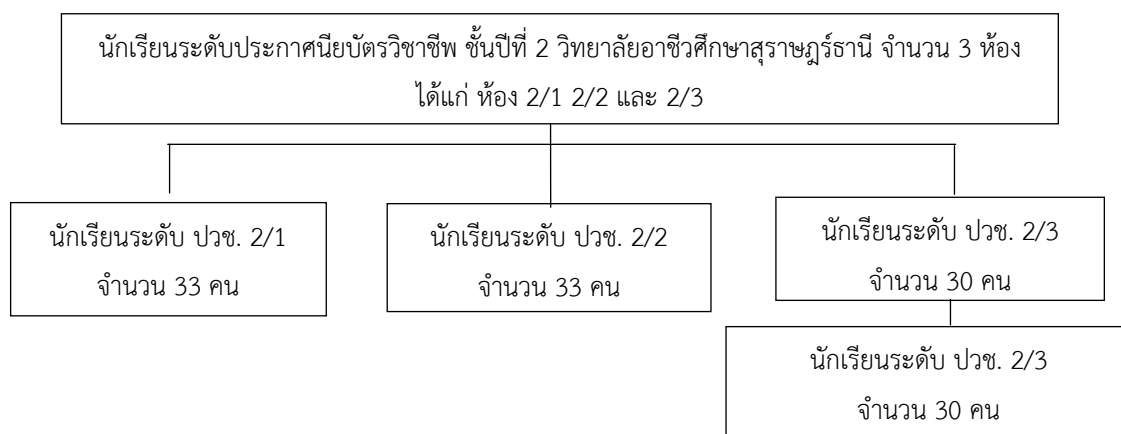 นักเรียนระดับประกาศนียบัตรวิชาชีพ ชั้นปีที่ 2 วิทยาลัยอาชีวศึกษาสุราษฎร์ธานี จำนวน 3 ห้อง
ได้แก่ ห้อง 2/1 2/2 และ 2/3
นักเรียนระดับ ปวช. 2/1
จำนวน 33 คน
นักเรียนระดับ ปวช. 2/2
จำนวน 33 คน
นักเรียนระดับ ปวช. 2/3
จำนวน 30 คน
นักเรียนระดับ ปวช. 2/3
จำนวน 30 คน